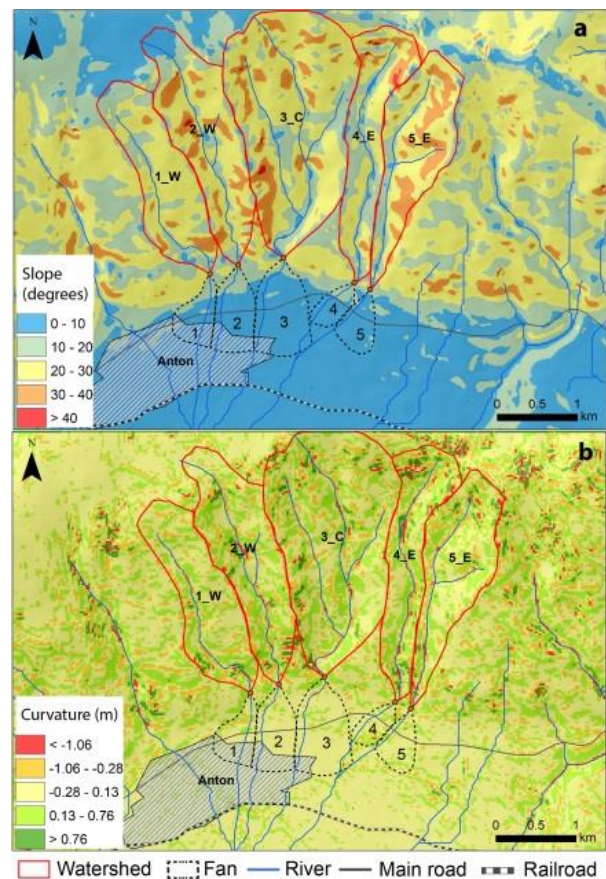 N
a
2_W
3_C
4_E
5_E
1_W
Slope
(degrees)
0 - 10
10 - 20
20 - 30
30 - 40
> 40
1
2
3
4
5
Anton
0 0.5 1
km
N
b
2_W
3_C
4_E
5_E
1_W
Curvature (m)
< -1.06
-1.06 - -0.28
-0.28 - 0.13
0.13 - 0.76
> 0.76
1
2
3
4
5
Anton
0 0.5 1
km
Watershed Fan River Main road Railroad